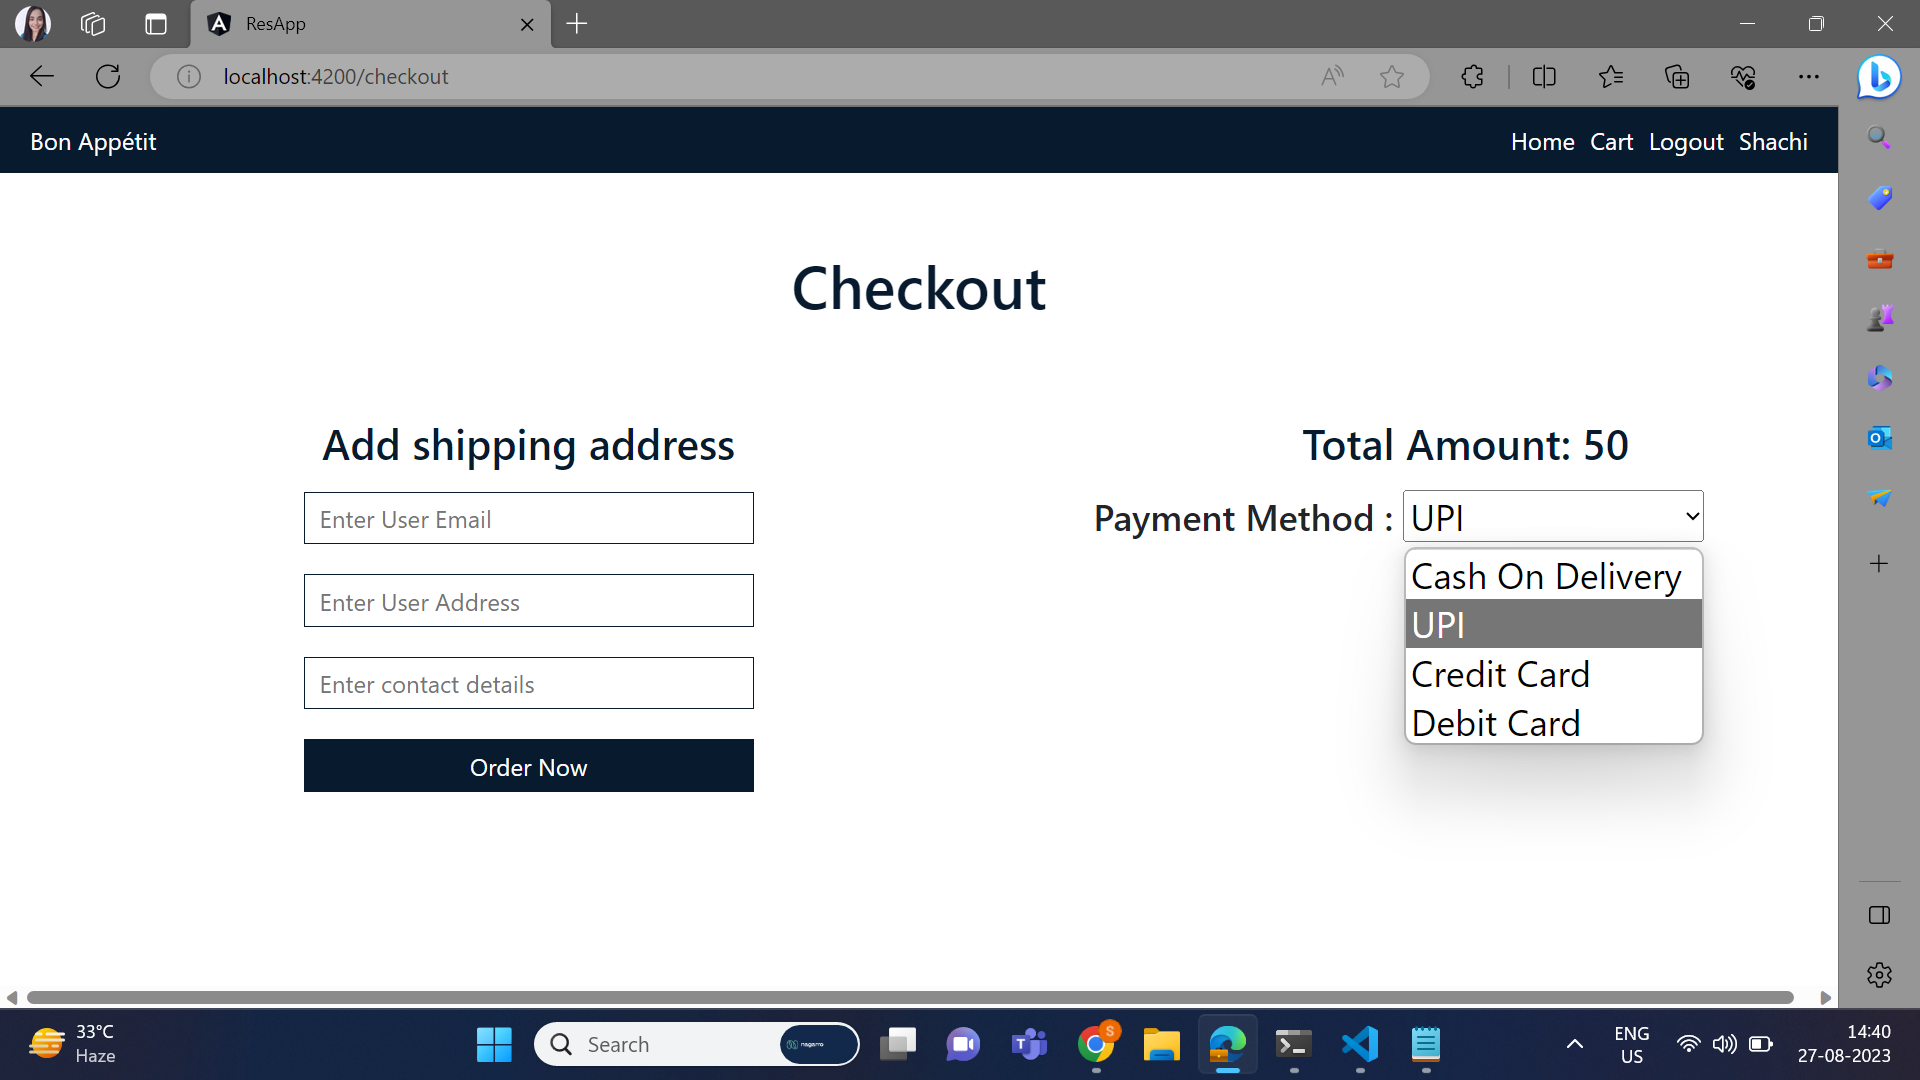 ResApp
localhost:4200/checkout
Bon Appétit
Home Cart Logout Shachi
Checkout
Add shipping address
Enter User Email
Enter User Address
Enter contact details
Order Now
Total Amount: 50
Payment Method : UPI
Cash On Delivery
UPI
Credit Card
Debit Card
33°C
Haze
Search
nagarro
S
ENG
US
14:40
27-08-2023